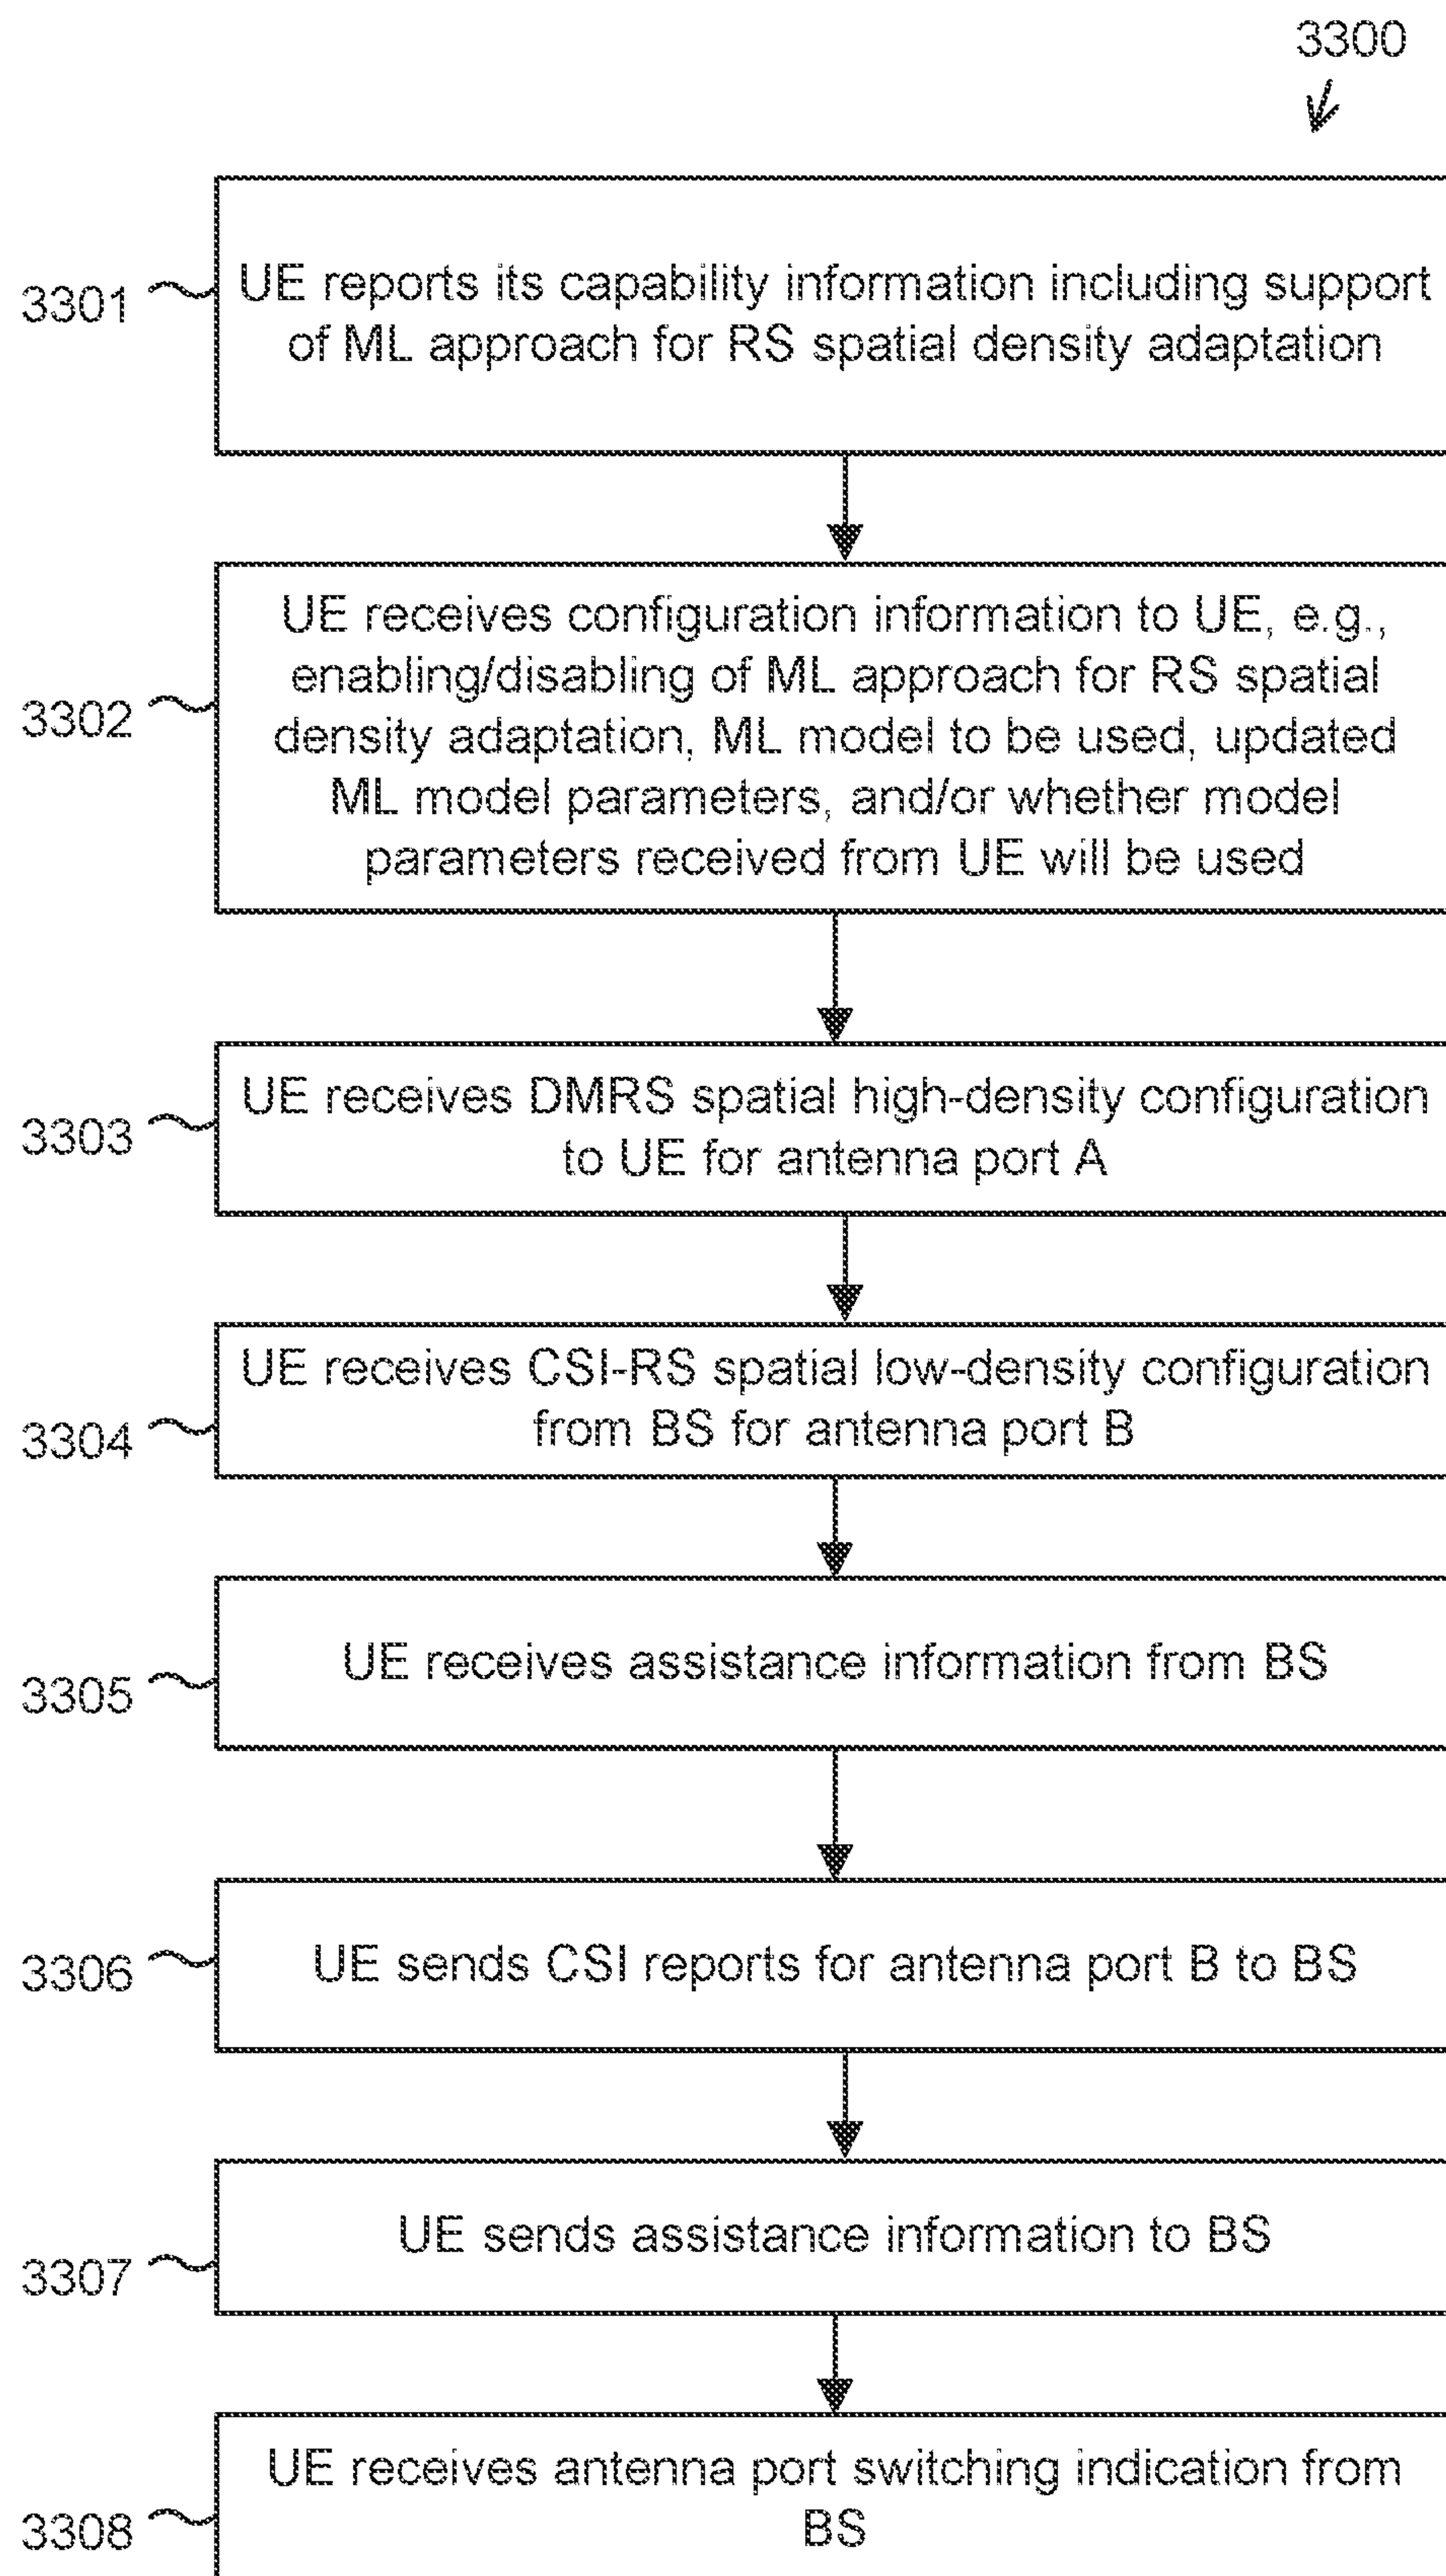 3300
3301
UE reports its capability information including support
of ML approach for RS spatial density adaptation
3302
UE receives configuration information to UE, e.g.,
enabling/disabling of ML approach for RS spatial
density adaptation, ML model to be used, updated
ML model parameters, and/or whether model
parameters received from UE will be used
3303
UE receives DMRS spatial high-density configuration
to UE for antenna port A
3304
UE receives CSI-RS spatial low-density configuration
from BS for antenna port B
3305
UE receives assistance information from BS
3306
UE sends CSI reports for antenna port B to BS
3307
UE sends assistance information to BS
3308
UE receives antenna port switching indication from
BS